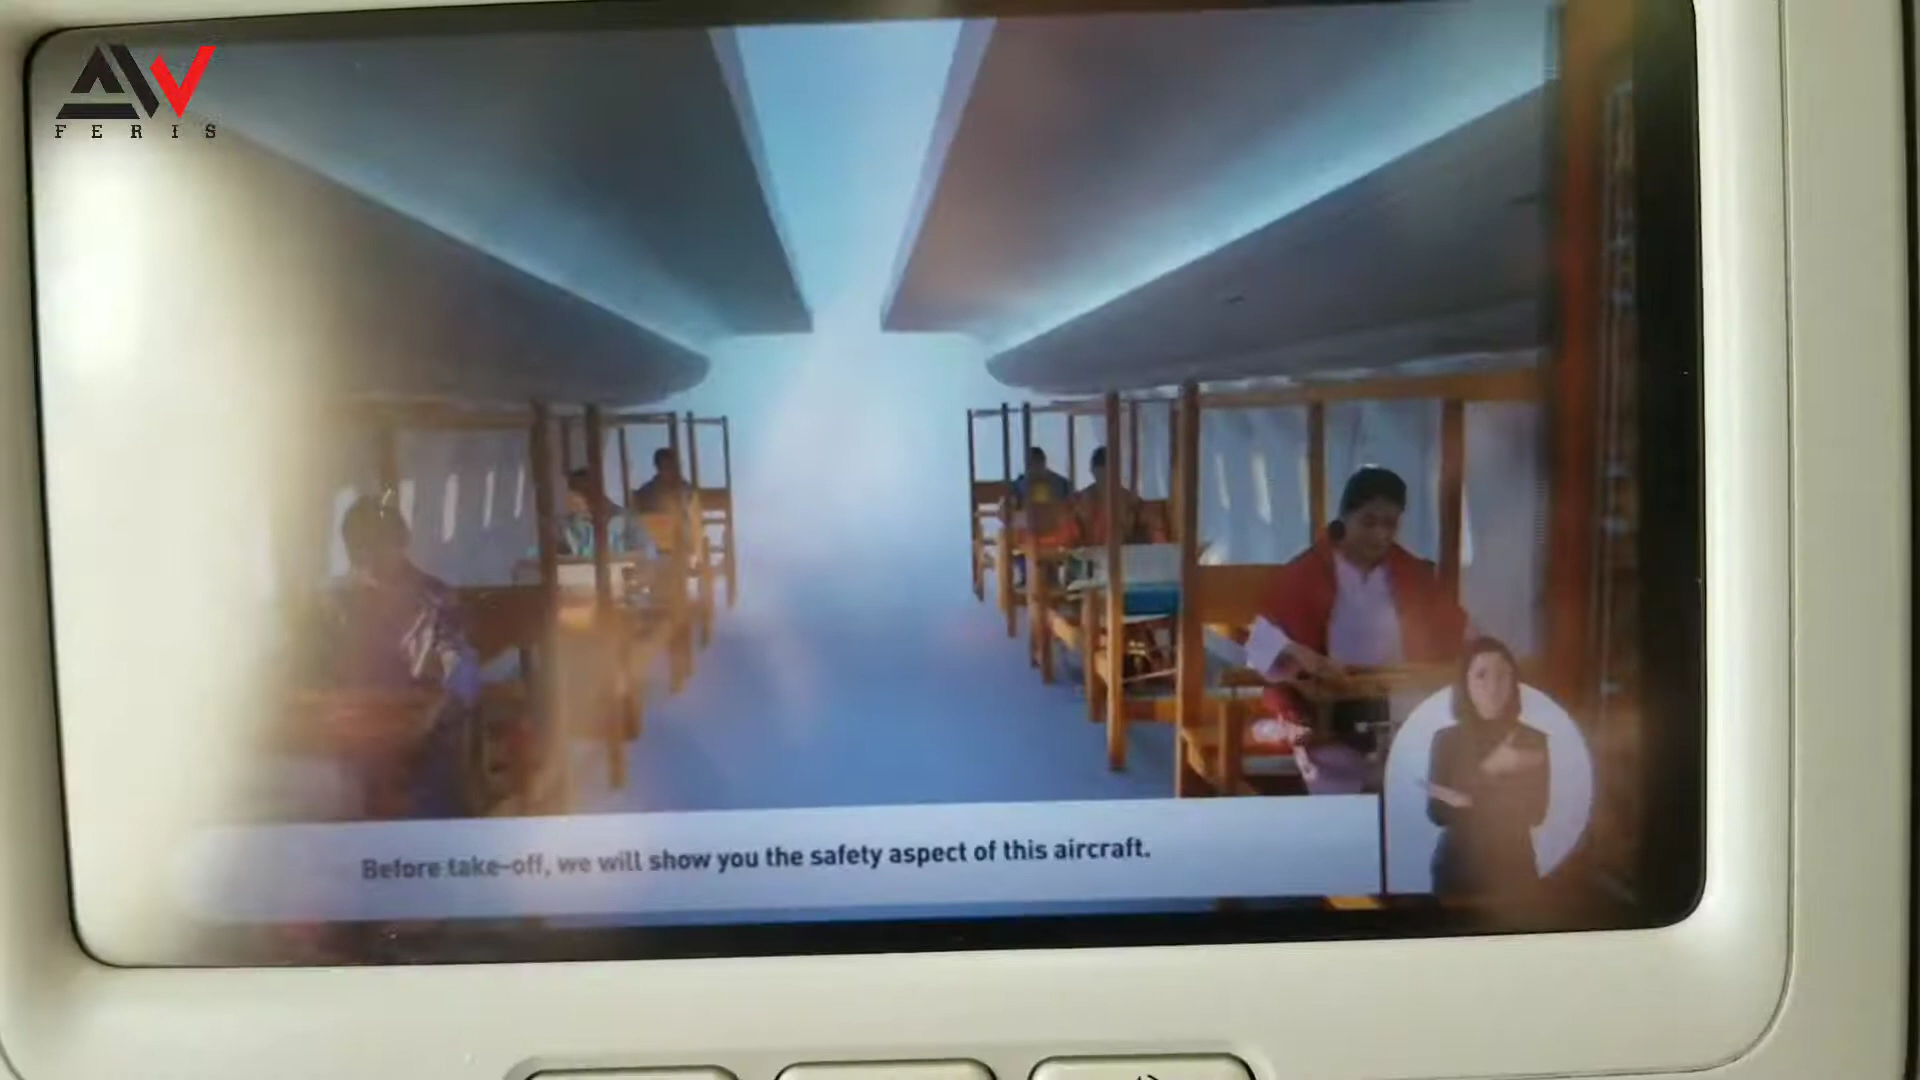 FERIS
Before take-off, we will show you the safety aspect of this aircraft.